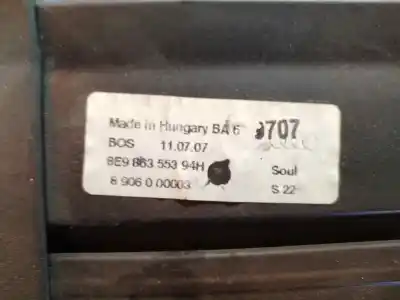 Made In Hungary BA 6 707
BOS 11.07.07
8E9 863 553 94H Soul
8 906 0 00003 S 22